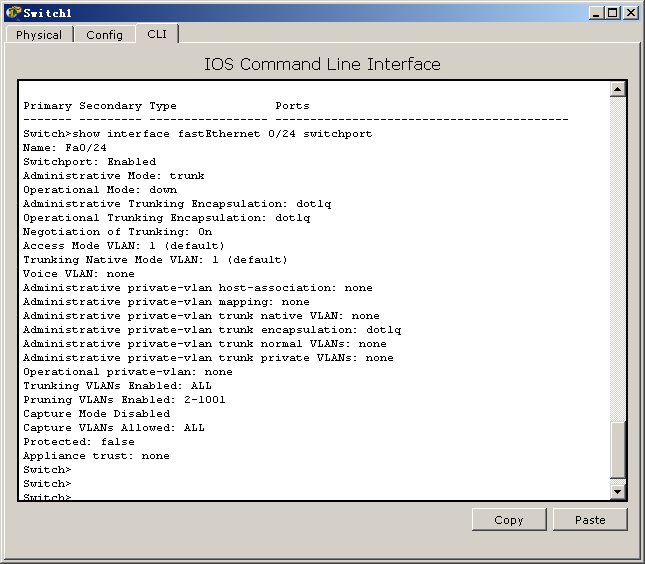 Switch1
Physical Config CLI
IOS Command Line Interface
Primary Secondary Type Ports
------- --------- ----------------- ------------------------------------------
Switch>show interface fastEthernet 0/24 switchport
Name: Fa0/24
Switchport: Enabled
Administrative Mode: trunk
Operational Mode: down
Administrative Trunking Encapsulation: dot1q
Operational Trunking Encapsulation: dot1q
Negotiation of Trunking: On
Access Mode VLAN: 1 (default)
Trunking Native Mode VLAN: 1 (default)
Voice VLAN: none
Administrative private-vlan host-association: none
Administrative private-vlan mapping: none
Administrative private-vlan trunk native VLAN: none
Administrative private-vlan trunk encapsulation: dot1q
Administrative private-vlan trunk normal VLANs: none
Administrative private-vlan trunk private VLANs: none
Operational private-vlan: none
Trunking VLANs Enabled: ALL
Pruning VLANs Enabled: 2-1001
Capture Mode Disabled
Capture VLANs Allowed: ALL
Protected: false
Appliance trust: none
Switch>
Switch>
Switch>
Copy Paste